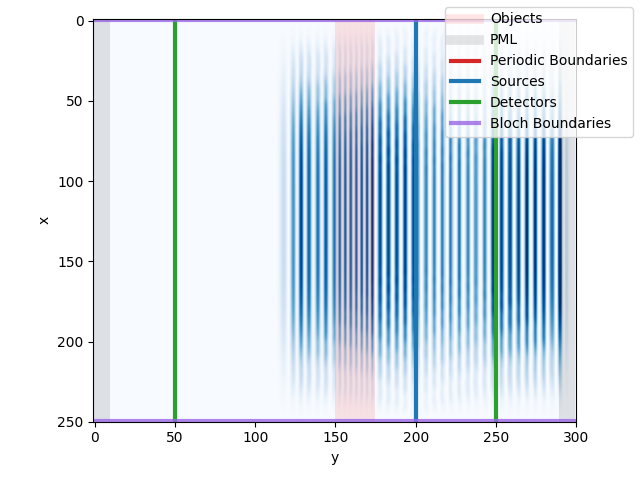 Objects
PML
Periodic Boundaries
Sources
Detectors
Bloch Boundaries
0
50
100
150
200
250
x
0 50 100 150 200 250 300
y